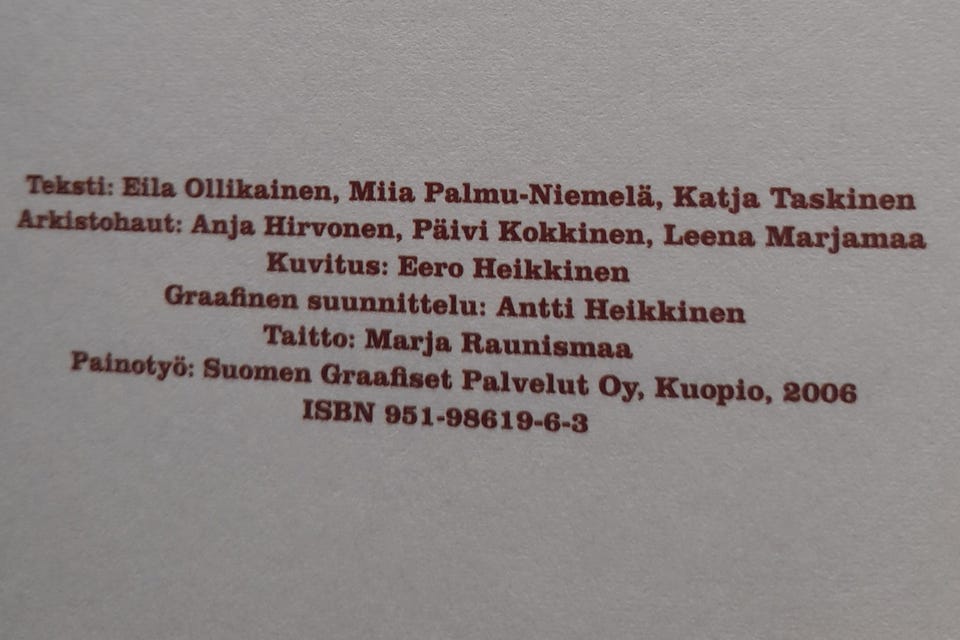 Teksti: Eila Ollikainen, Miia Palmu-Niemelä, Katja Taskinen
Arkistohaut: Anja Hirvonen, Päivi Kokkinen, Leena Marjamaa
Kuvitus: Eero Heikkinen
Graafinen suunnittelu: Antti Heikkinen
Taitto: Marja Raunismaa
Painotyö: Suomen Graafiset Palvelut Oy, Kuopio, 2006
ISBN 951-98619-6-3